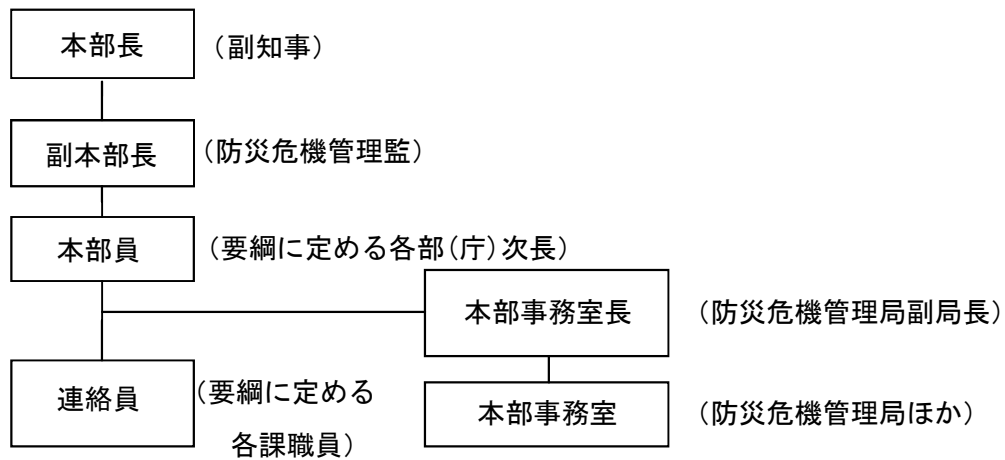 本部長 （副知事）
副本部長 （防災危機管理監）
本部員 （要綱に定める各部（庁）次長）
本部事務室長 （防災危機管理局副局長）
連絡員 （要綱に定める
各課職員）
本部事務室 （防災危機管理局ほか）